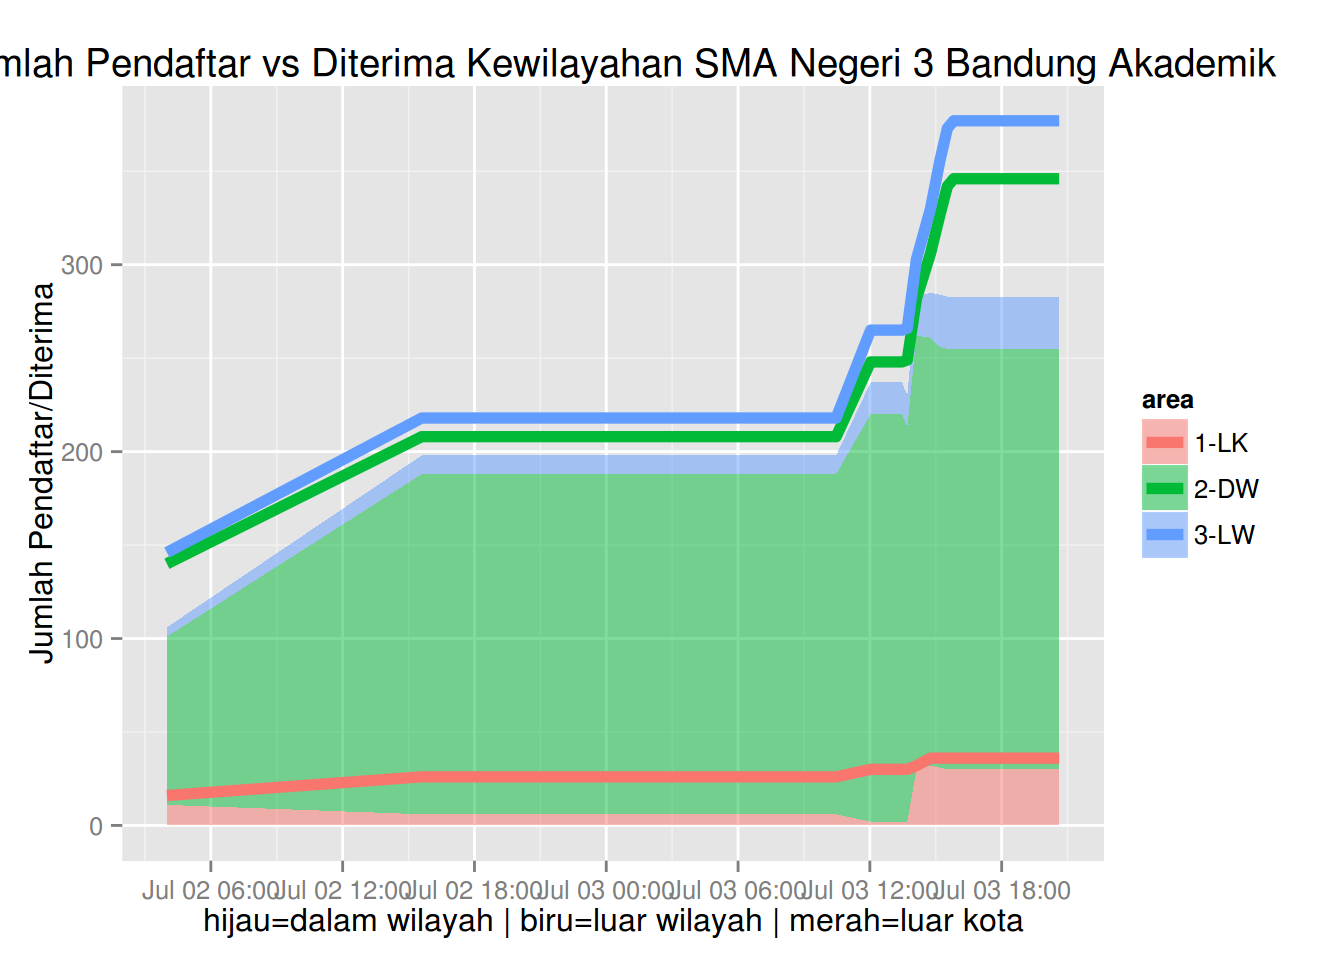 mlah Pendaftar vs Diterima Kewilayahan SMA Negeri 3 Bandung Akademik
Jumlah Pendaftar/Diterima
300
200
100
0
Jul 02 06:00
Jul 02 12:00
Jul 02 18:00
Jul 03 00:00
Jul 03 06:00
Jul 03 12:00
Jul 03 18:00
hijau=dalam wilayah | biru=luar wilayah | merah=luar kota
area
1-LK
2-DW
3-LW